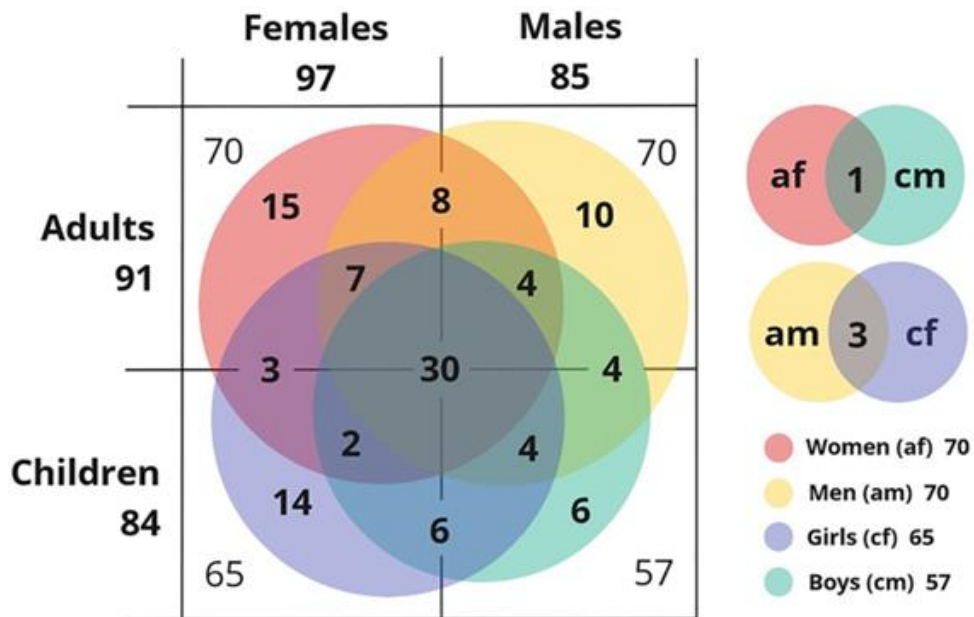 Females Males
97 85
70 70
15 8 10
Adults
91
7 4
3 30 4
2 4
Children
84
14 6 6
65 57
af 1 cm
am 3 cf
Women (af) 70
Men (am) 70
Girls (cf) 65
Boys (cm) 57